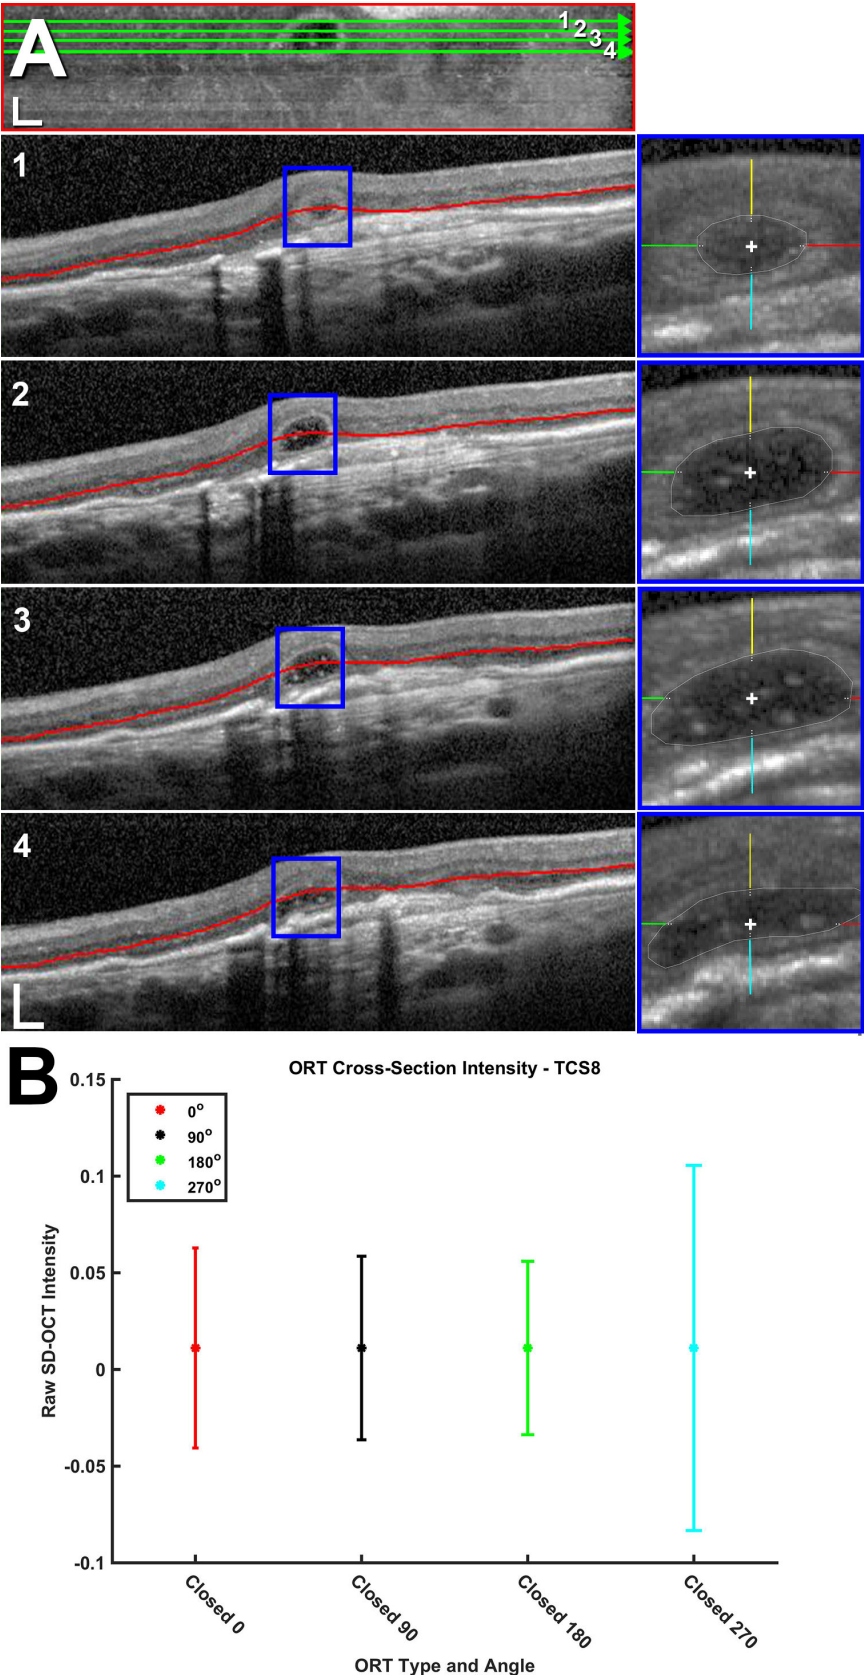 A
1
2
3
4
1
2
3
4
B
ORT Cross-Section Intensity - TCS8
0.15
0.1
0.05
0
-0.05
-0.1
0°
90°
180°
270°
Raw SD-OCT Intensity
Closed 0
Closed 90
Closed 180
Closed 270
ORT Type and Angle